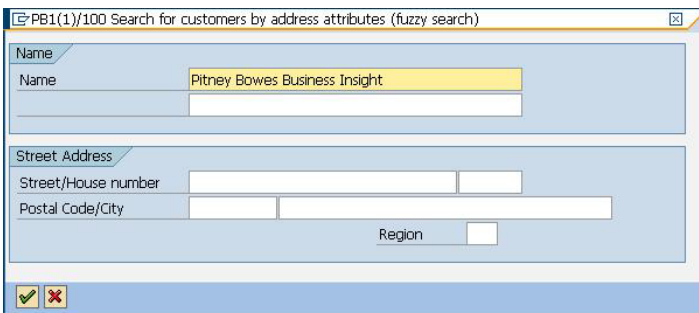 PB1(1)/100 Search for customers by address attributes (fuzzy search)
Name
Name Pitney Bowes Business Insight
Street Address
Street/House number
Postal Code/City
Region